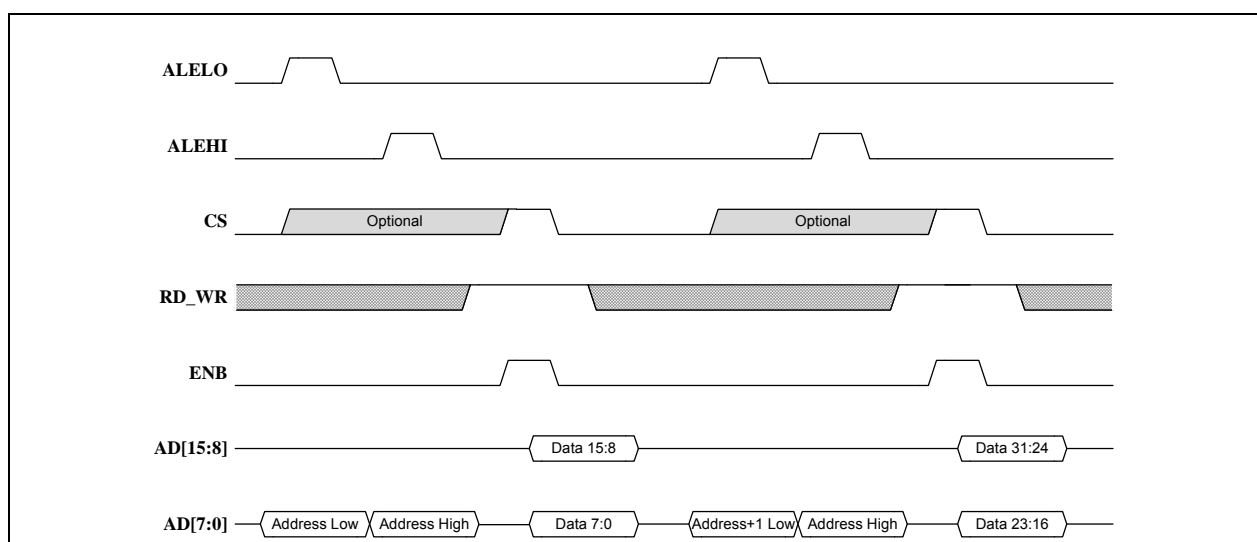 ALELO
ALEHI
CS Optional Optional
RD_WR
ENB
AD[15:8] Data 15:8 Data 31:24
AD[7:0] Address Low Address High Data 7:0 Address+1 Low Address High Data 23:16